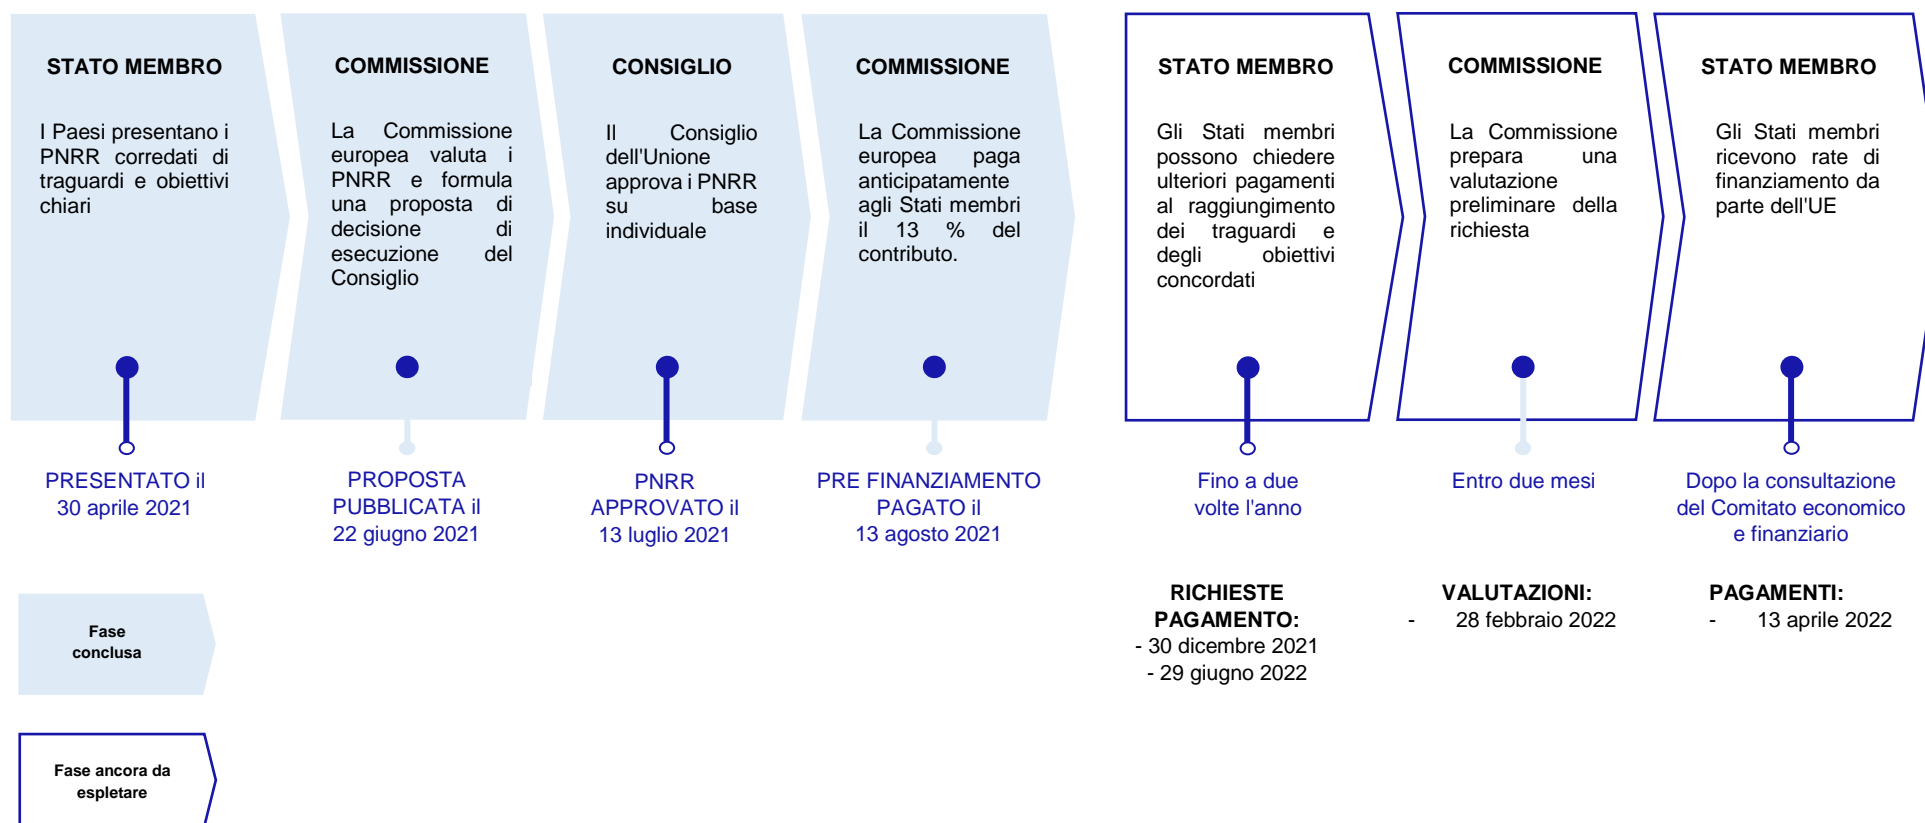 STATO MEMBRO
I Paesi presentano i
PNRR corredati di
traguardi e obiettivi
chiari
PRESENTATO il
30 aprile 2021
COMMISSIONE
La Commissione
europea valuta i
PNRR e formula
una proposta di
decisione di
esecuzione del
Consiglio
PROPOSTA
PUBBLICATA il
22 giugno 2021
CONSIGLIO
Il Consiglio
dell'Unione
approva i PNRR
su base
individuale
PNRR
APPROVATO il
13 luglio 2021
COMMISSIONE
La Commissione
europea paga
anticipatamente
agli Stati membri
il 13 % del
contributo.
PRE FINANZIAMENTO
PAGATO il
13 agosto 2021
STATO MEMBRO
Gli Stati membri
possono chiedere
ulteriori pagamenti
al raggiungimento
dei traguardi e
degli obiettivi
concordati
Fino a due
volte l'anno
RICHIESTE
PAGAMENTO:
- 30 dicembre 2021
- 29 giugno 2022
COMMISSIONE
La Commissione
prepara una
valutazione
preliminare della
richiesta
Entro due mesi
VALUTAZIONI:
- 28 febbraio 2022
STATO MEMBRO
Gli Stati membri
ricevono rate di
finanziamento da
parte dell'UE
Dopo la consultazione
del Comitato economico
e finanziario
PAGAMENTI:
- 13 aprile 2022
Fase
conclusa
Fase ancora da
espletare